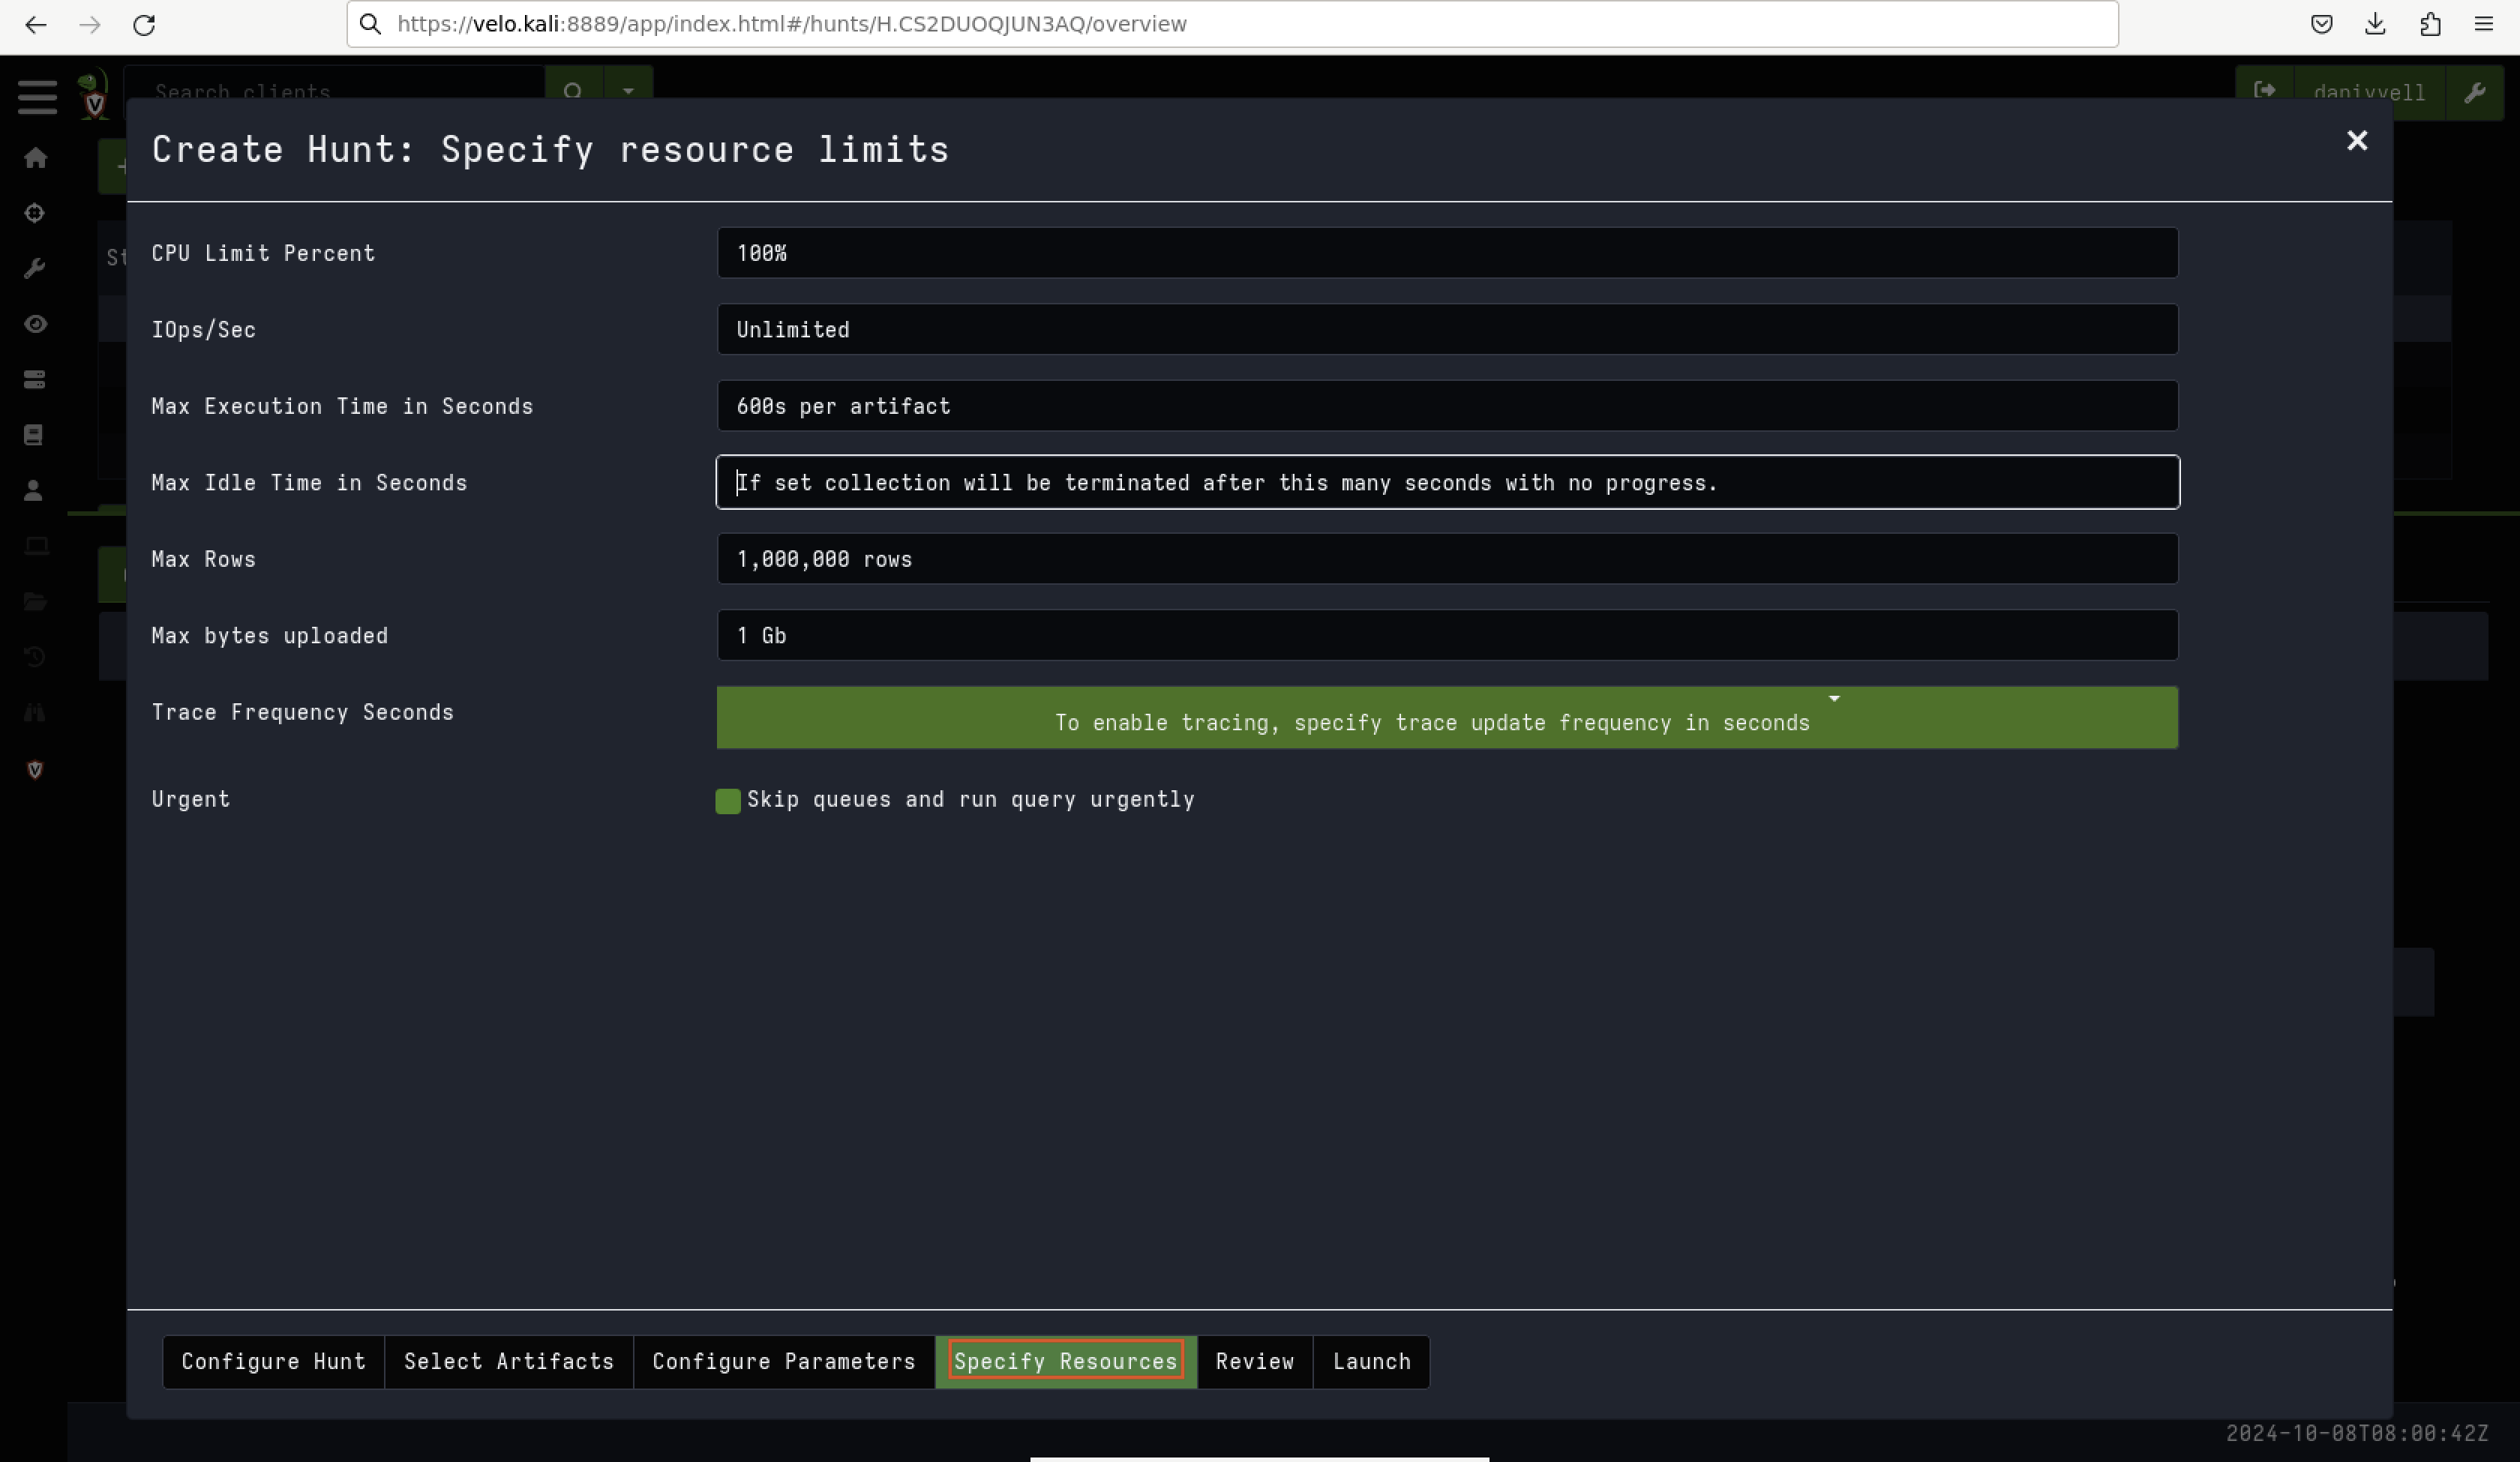 https://velo.kali:8889/app/index.html#/hunts/H.CS2DUOQJUN3AQ/overview
Search clients
daniyyell
Create Hunt: Specify resource limits
CPU Limit Percent
100%
IOps/Sec
Unlimited
Max Execution Time in Seconds
600s per artifact
Max Idle Time in Seconds
If set collection will be terminated after this many seconds with no progress.
Max Rows
1,000,000 rows
Max bytes uploaded
1 Gb
Trace Frequency Seconds
To enable tracing, specify trace update frequency in seconds
Urgent
Skip queues and run query urgently
Configure Hunt
Select Artifacts
Configure Parameters
Specify Resources
Review
Launch
2024-10-08T08:00:42Z